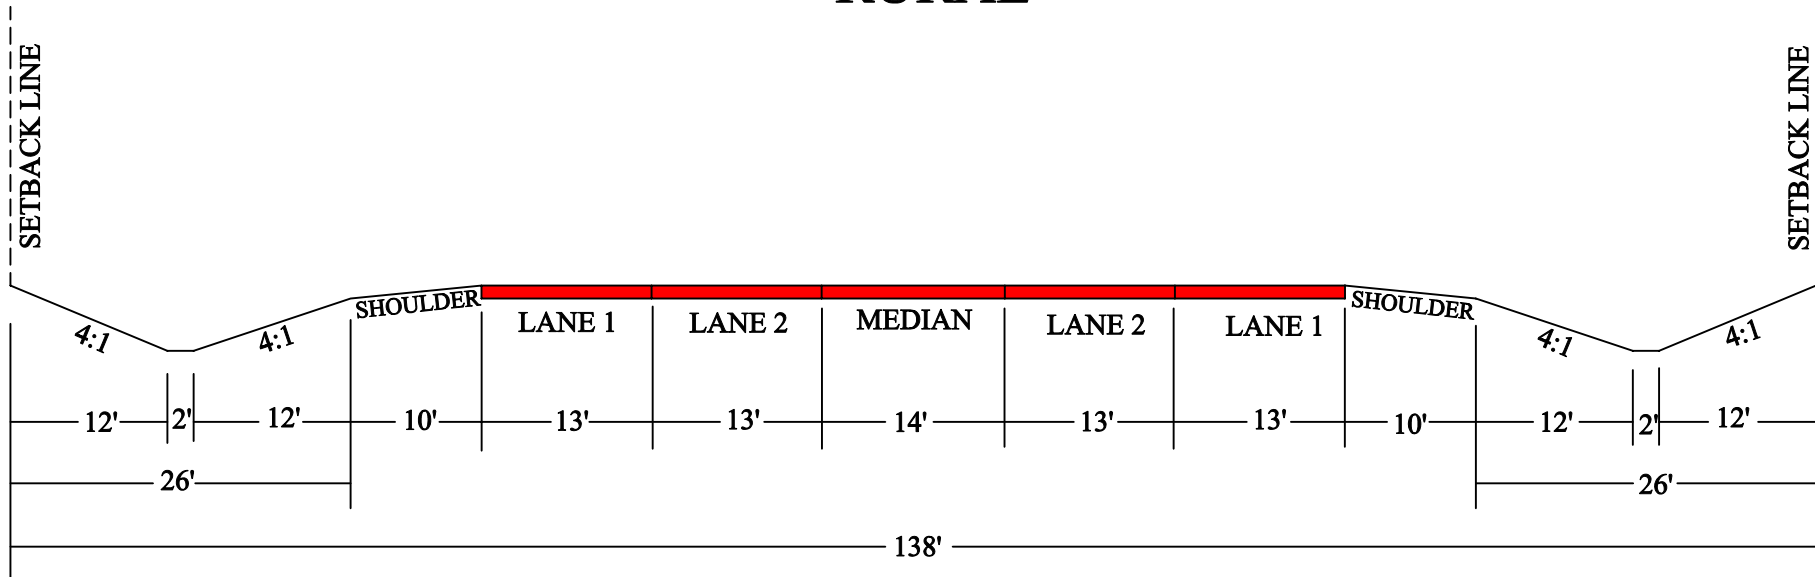 SETBACK LINE
SETBACK LINE
SHOULDER
SHOULDER
LANE 1
LANE 2
MEDIAN
LANE 2
LANE 1
4:1
4:1
4:1
4:1
12'
2'
12'
10'
13'
13'
14'
13'
13'
10'
12'
2'
12'
26'
26'
138'